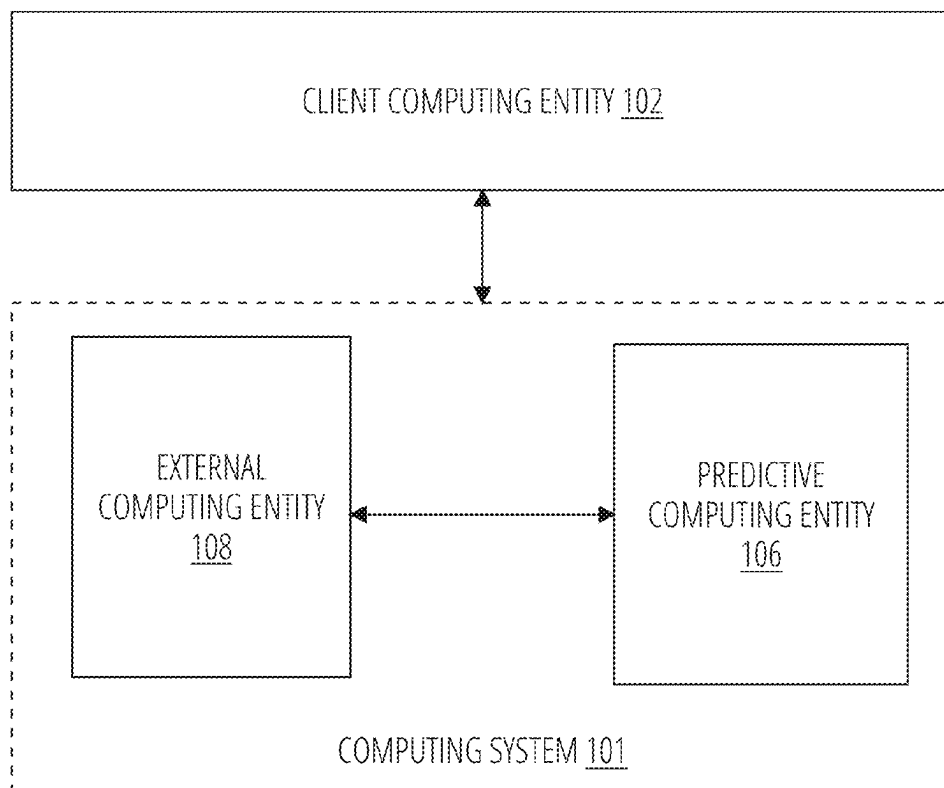 CLIENT COMPUTING ENTITY 102
EXTERNAL
COMPUTING ENTITY
108
PREDICTIVE
COMPUTING ENTITY
106
COMPUTING SYSTEM 101